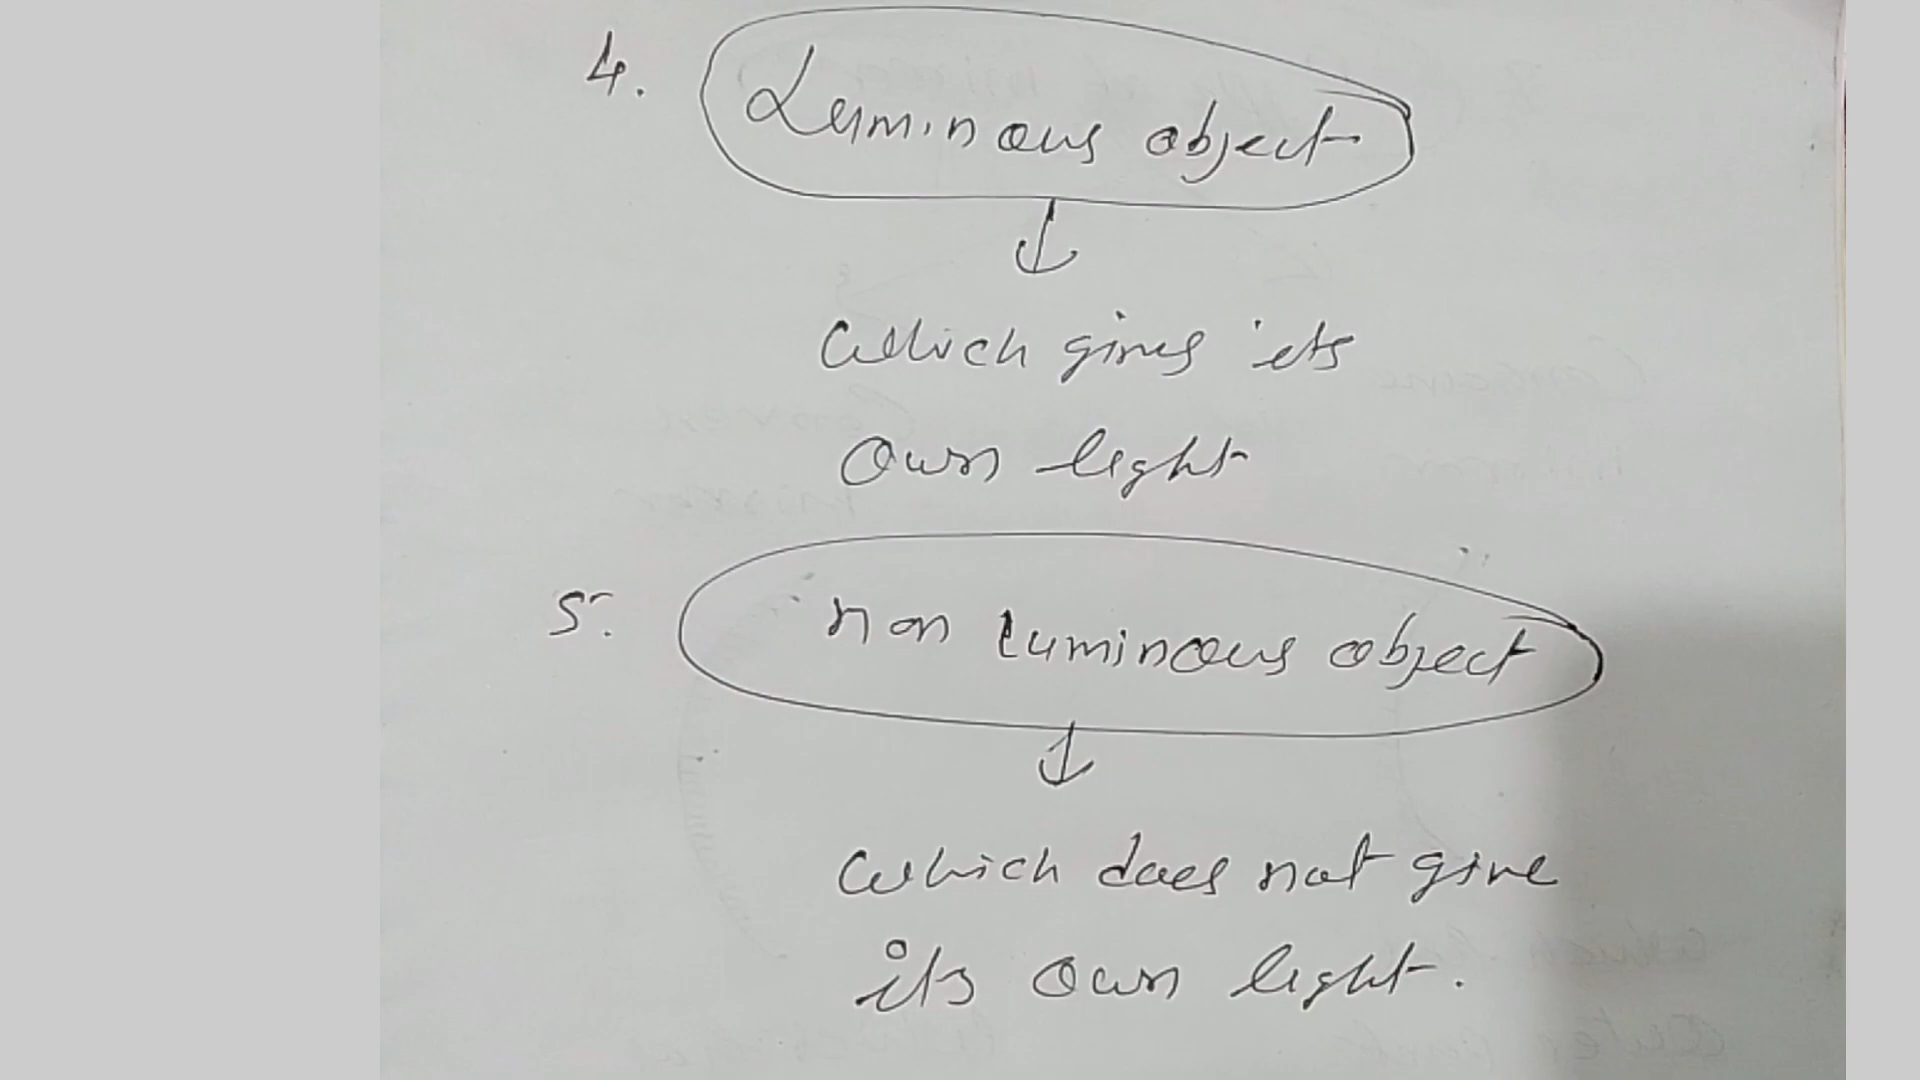 4. Luminous object
which gives its
own light
5. non luminous object
which does not give
its own light.